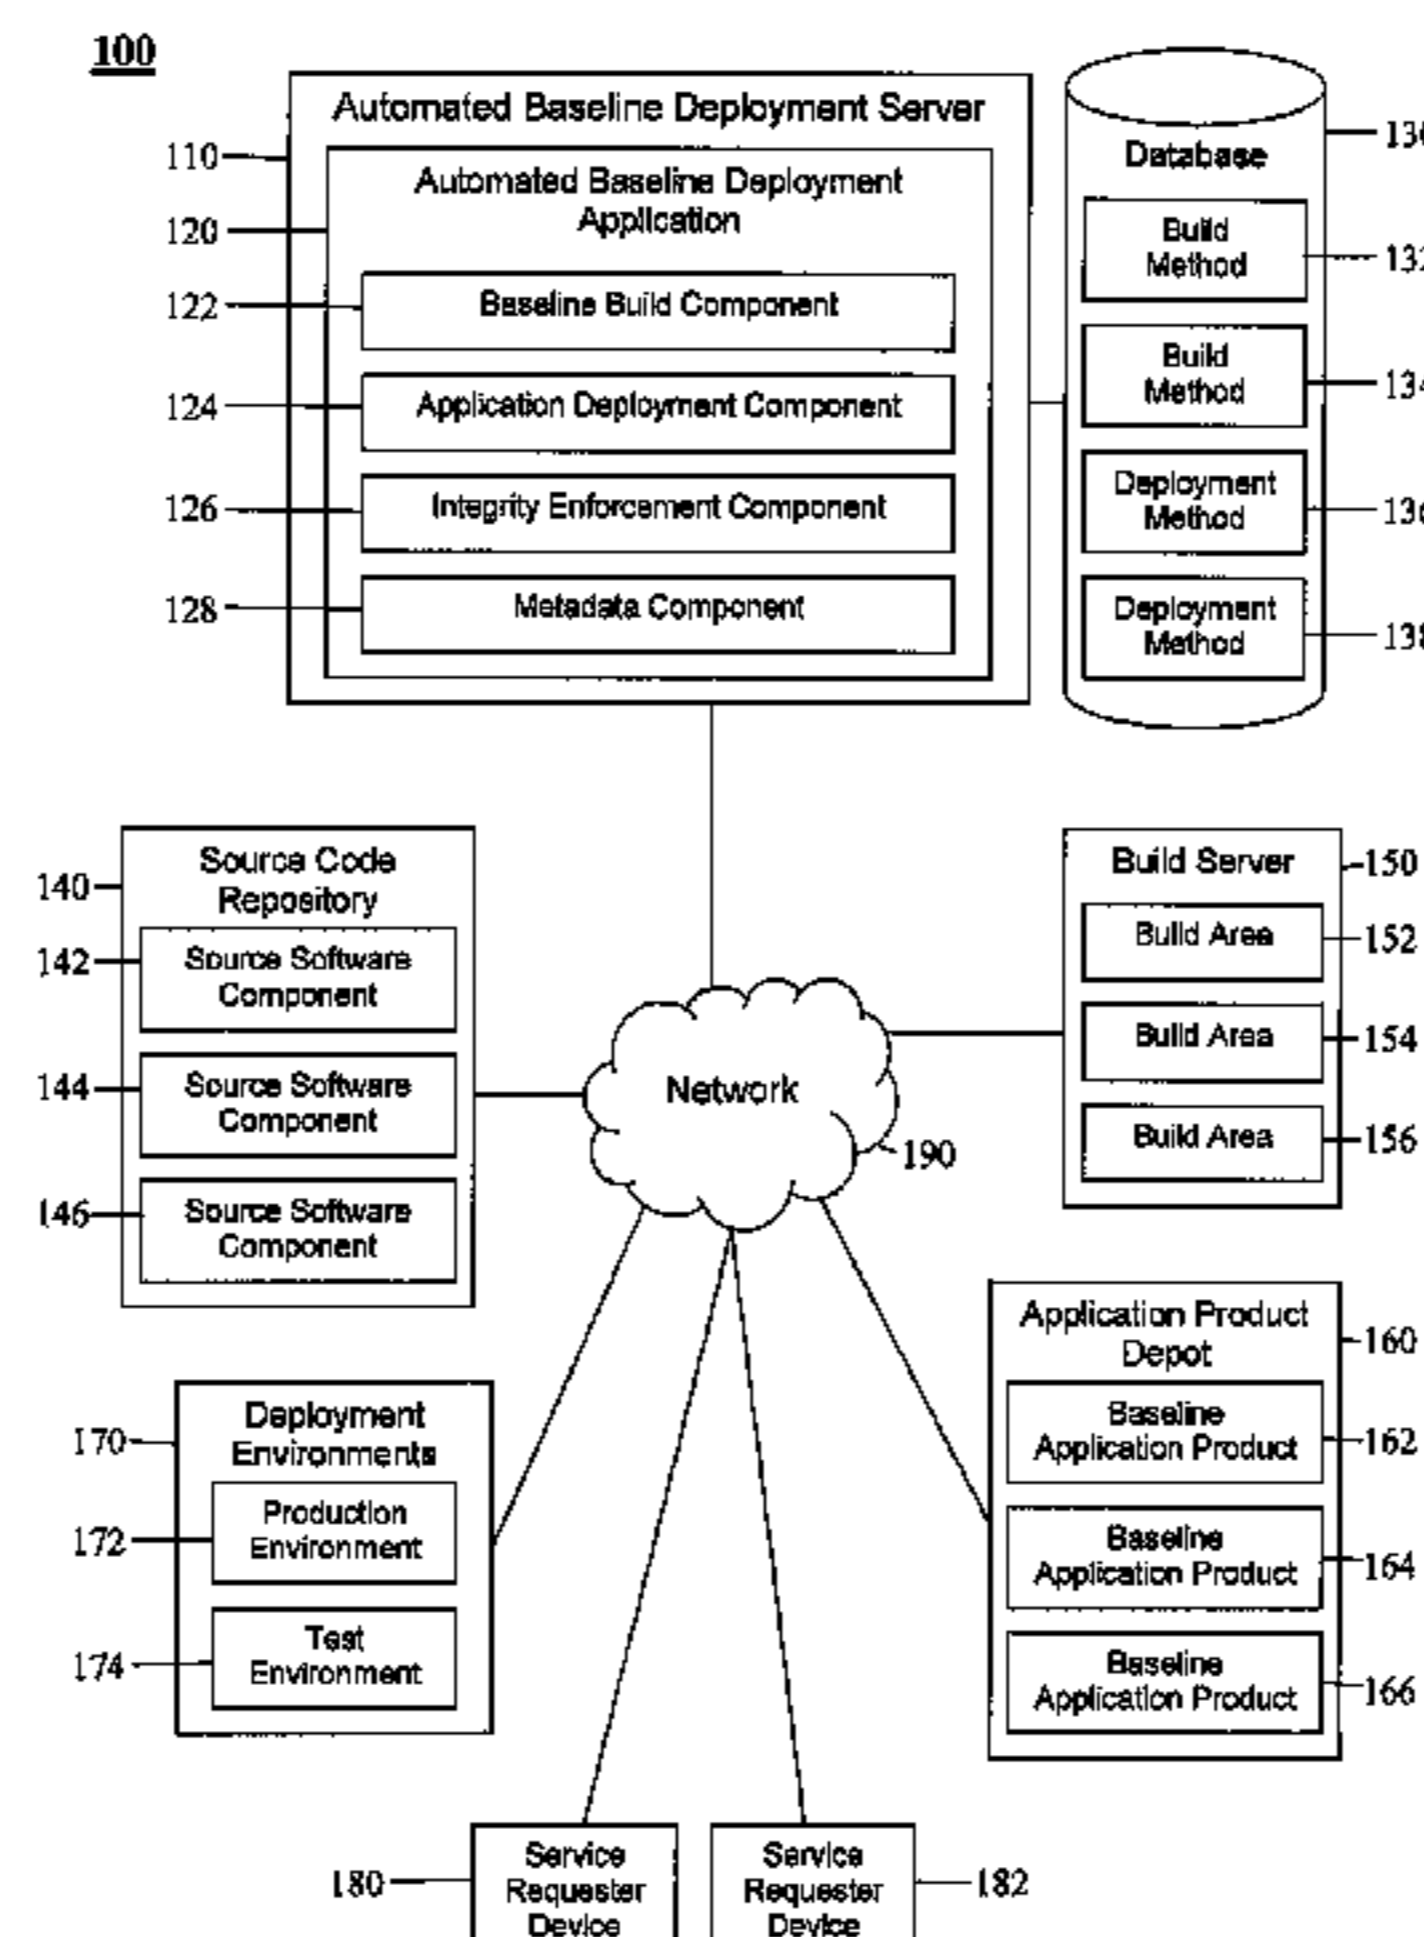 100
Automated Baseline Deployment Server
110
Automated Baseline Deployment
Application
120
122
Baseline Build Component
124
Application Deployment Component
126
Integrity Enforcement Component
128
Metadata Component
Database
Build
Method
Build
Method
134
Deployment
Method
Deployment
Method
Source Code
Repository
140
142
Source Software
Component
144
Source Software
Component
146
Source Software
Component
Network
190
Build Server
150
Build Area
152
Build Area
154
Build Area
156
Application Product
Depot
160
Baseline
Application Product
162
Baseline
Application Product
164
Baseline
Application Product
166
Deployment
Environments
170
Production
Environment
172
Test
Environment
174
180
Service
Requester
Device
Service
Requester
Device
182